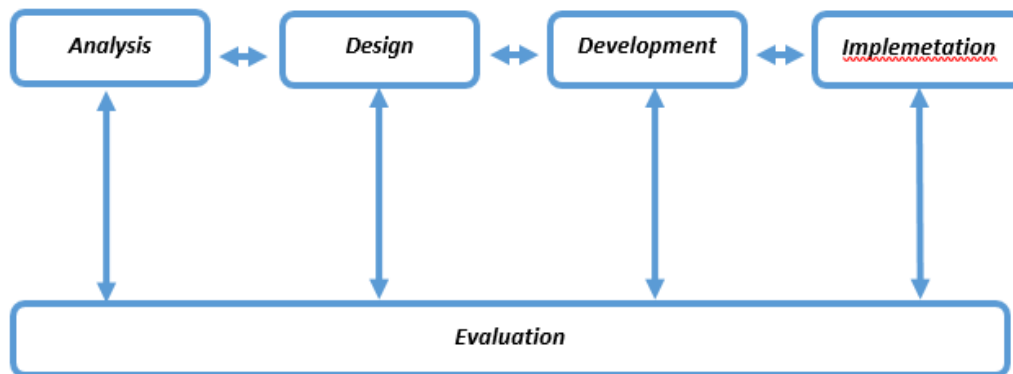 Analysis
Design
Development
Implemetation
Evaluation